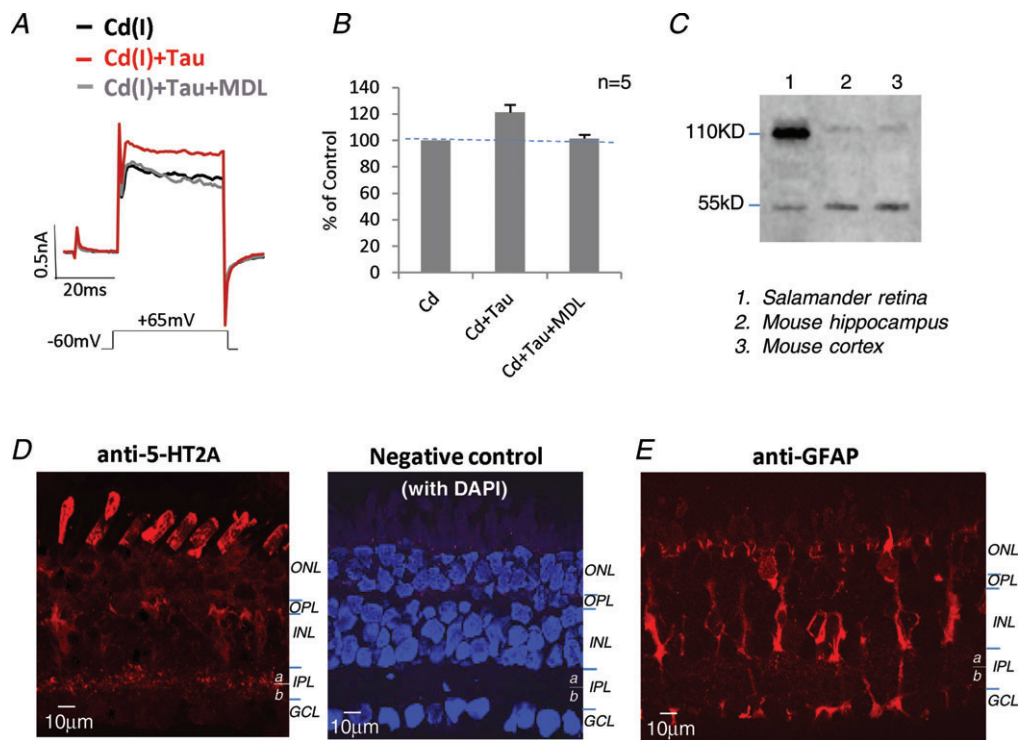 A
Cd(I)
Cd(I)+Tau
Cd(I)+Tau+MDL
0.5nA
20ms
+65mV
-60mV
B
n=5
% of Control
140
120
100
80
60
40
20
0
Cd
Cd+Tau
Cd+Tau+MDL
C
1 2 3
110KD
55kD
1. Salamander retina
2. Mouse hippocampus
3. Mouse cortex
D
anti-5-HT2A
ONL
OPL
INL
a
IPL
b
GCL
10μm
Negative control
(with DAPI)
ONL
OPL
INL
a
IPL
b
GCL
10μm
E
anti-GFAP
ONL
OPL
INL
a
IPL
b
GCL
10μm